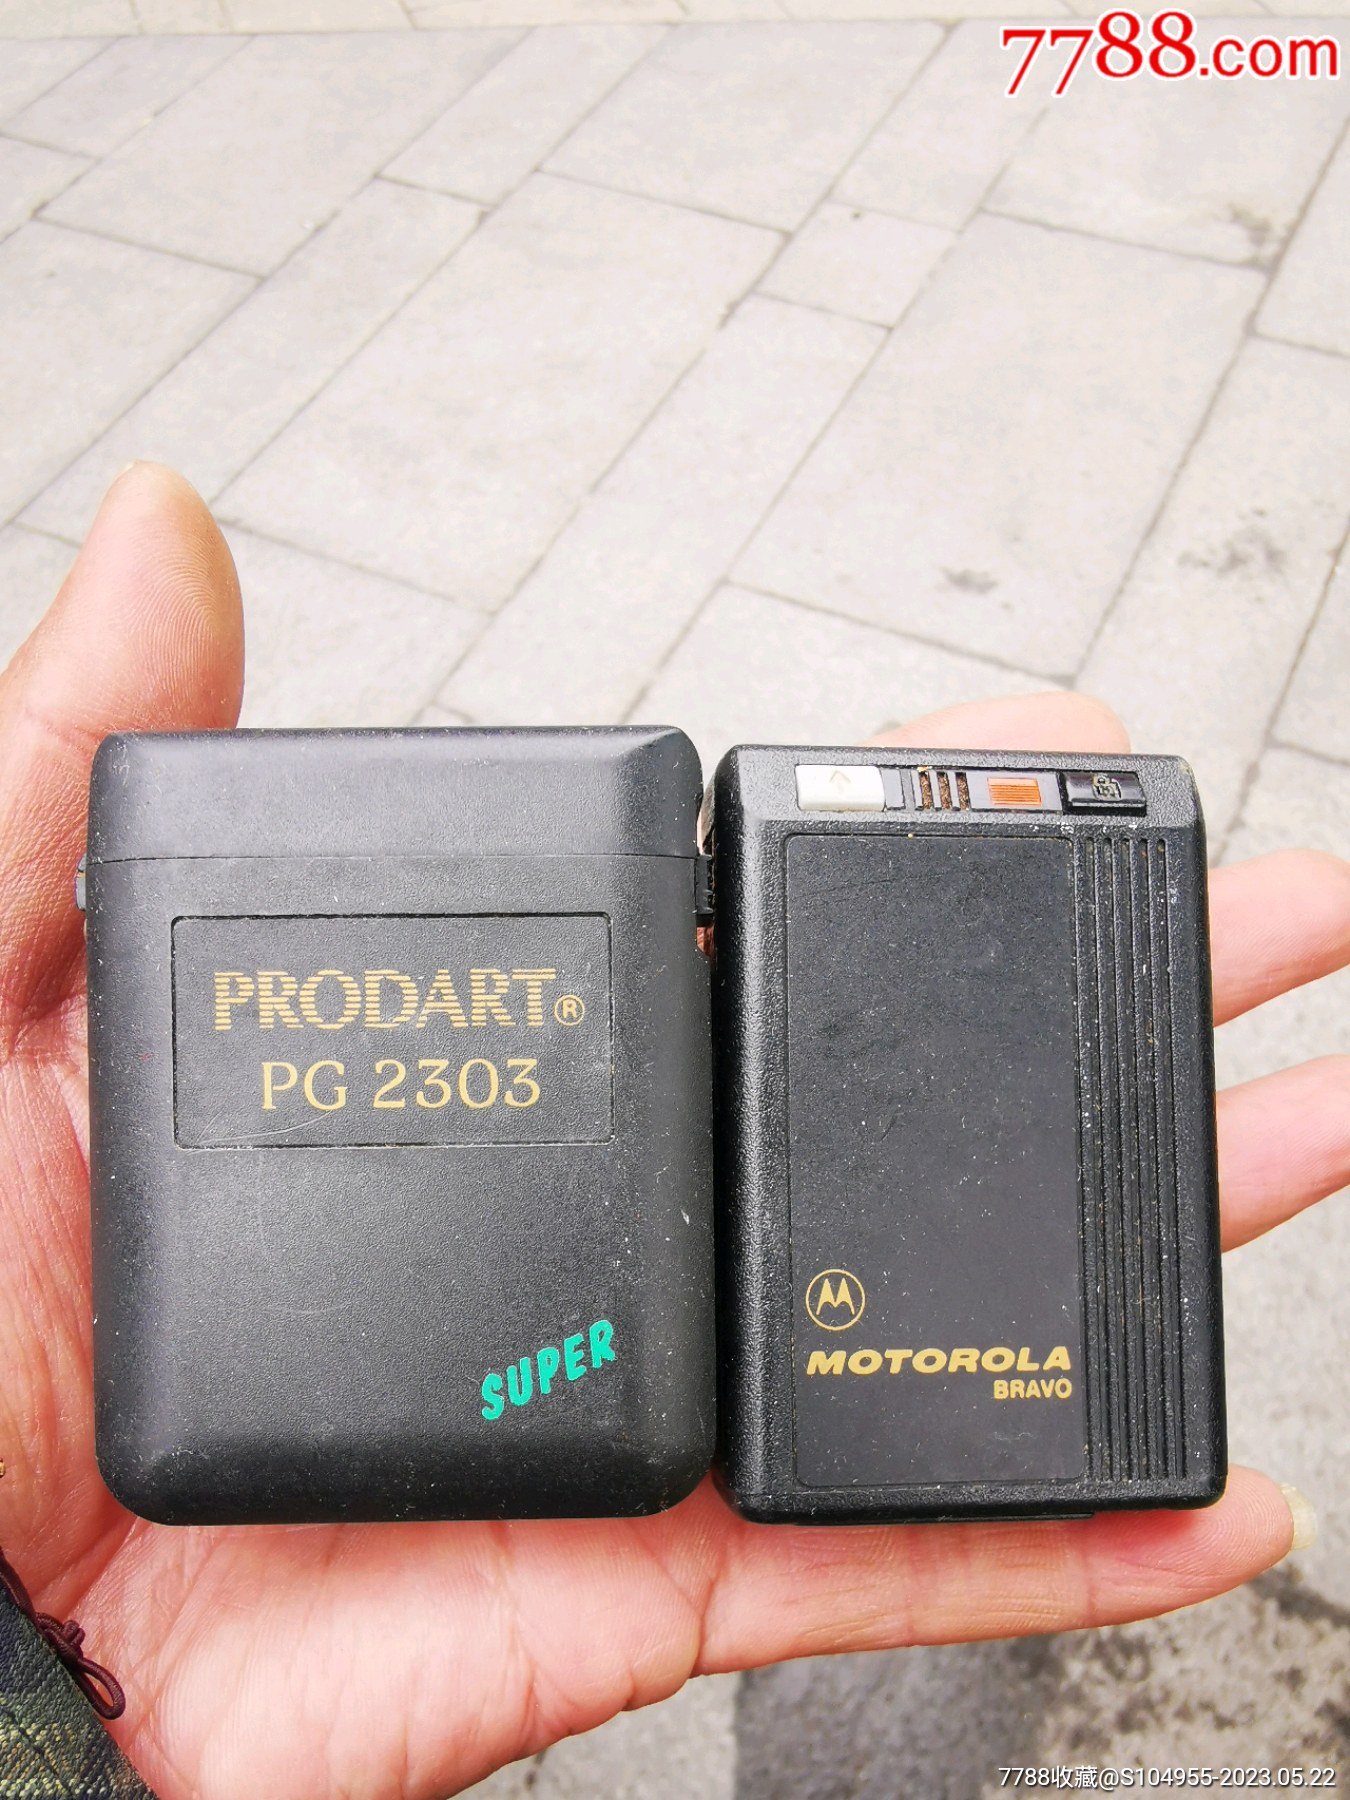 7788.com
PRODART®
PG 2303
SUPER
MOTOROLA
BRAVO
7788收藏@S104955-2023.05.22